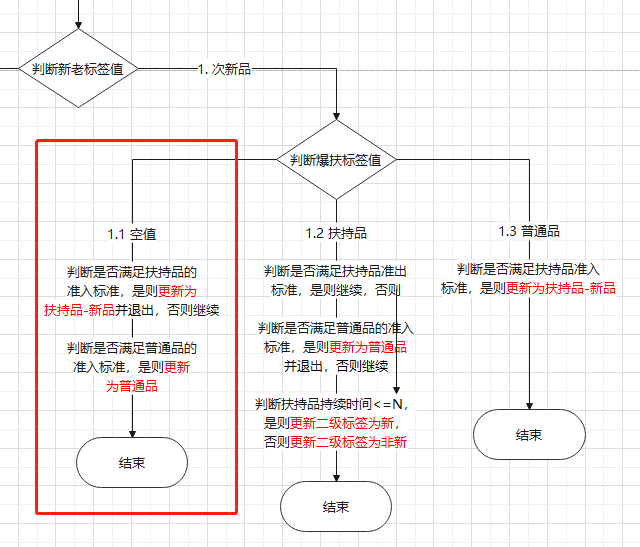 判断新老标签值
1. 次新品
判断爆扶标签值
1.1 空值
判断是否满足扶持品的
准入标准，是则更新为
扶持品-新品并退出，否则继续
判断是否满足普通品的
准入标准，是则更新
为普通品
结束
1.2 扶持品
判断是否满足扶持品准出
标准，是则继续，否则
判断是否满足普通品的准入
标准，是则更新为普通品
并退出，否则继续
判断扶持品持续时间<=N，
是则更新二级标签为新，
否则更新二级标签为非新
结束
1.3 普通品
判断是否满足扶持品准入
标准，是则更新为扶持品-新品
结束